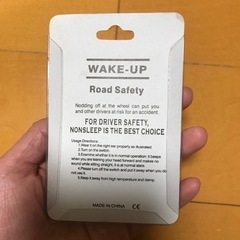 WAKE-UP
Road Safety
Nodding off at the wheel can put you
and other drivers at risk for an accident.
FOR DRIVER SAFETY,
NONSLEEP IS THE BEST CHOICE
Usage Directions:
1.Wear it on the right ear properly as illustrated.
2.Turn on the switch.
3.Examine whether it is in normal operation: it beeps
when you are leaning your head forward and makes no
sound while sitting straight, it is at normal state.
4.Please turn off the switch and put it away when you do
not use this.
5.Keep it away from high temperature and damp.
MADE IN CHINA CE